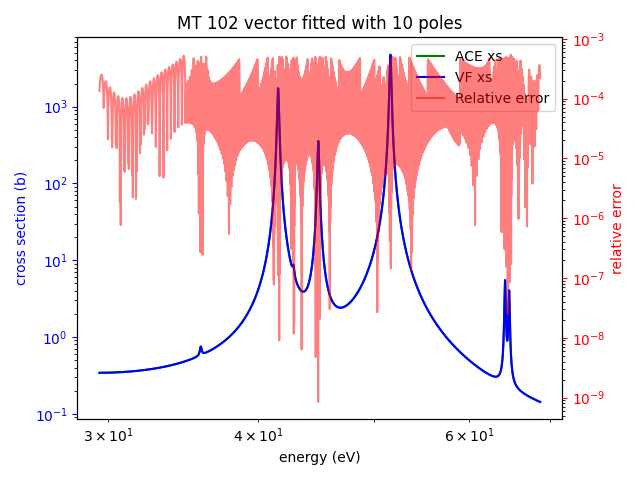 MT 102 vector fitted with 10 poles
ACE xs
VF xs
Relative error
cross section (b)
10³
10²
10¹
10⁰
10⁻¹
10⁻³
10⁻⁴
10⁻⁵
10⁻⁶
10⁻⁷
10⁻⁸
10⁻⁹
relative error
3 × 10¹
4 × 10¹
6 × 10¹
energy (eV)